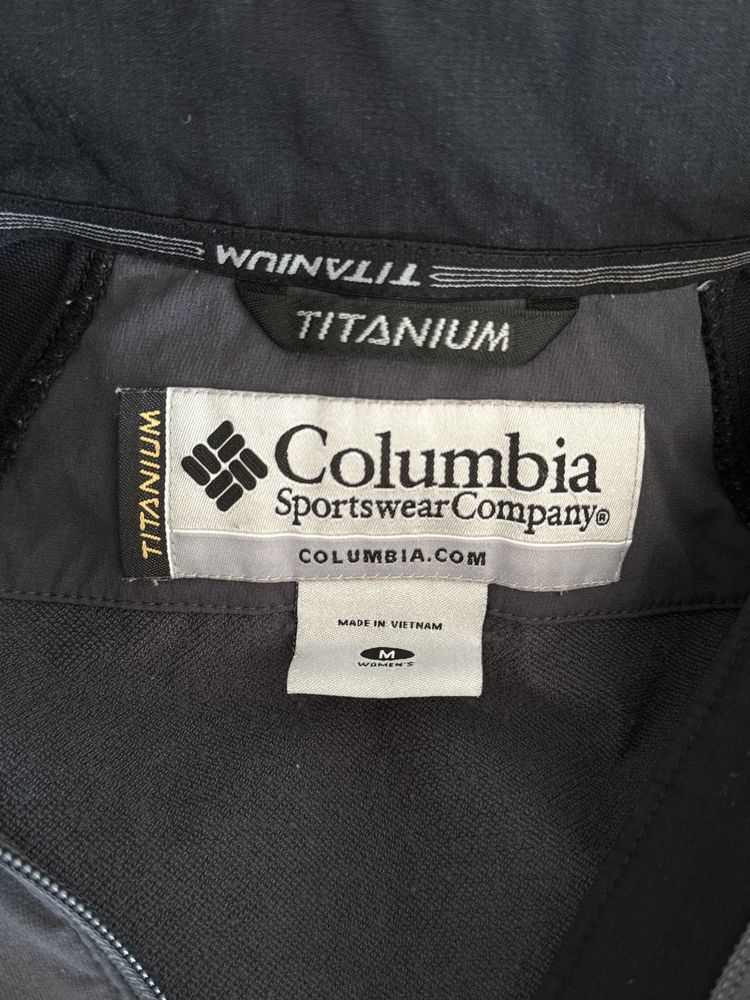 TITANIUM
TITANIUM
TITANIUM
Columbia
Sportswear Company®
COLUMBIA.COM
MADE IN VIETNAM
M
WOMEN'S